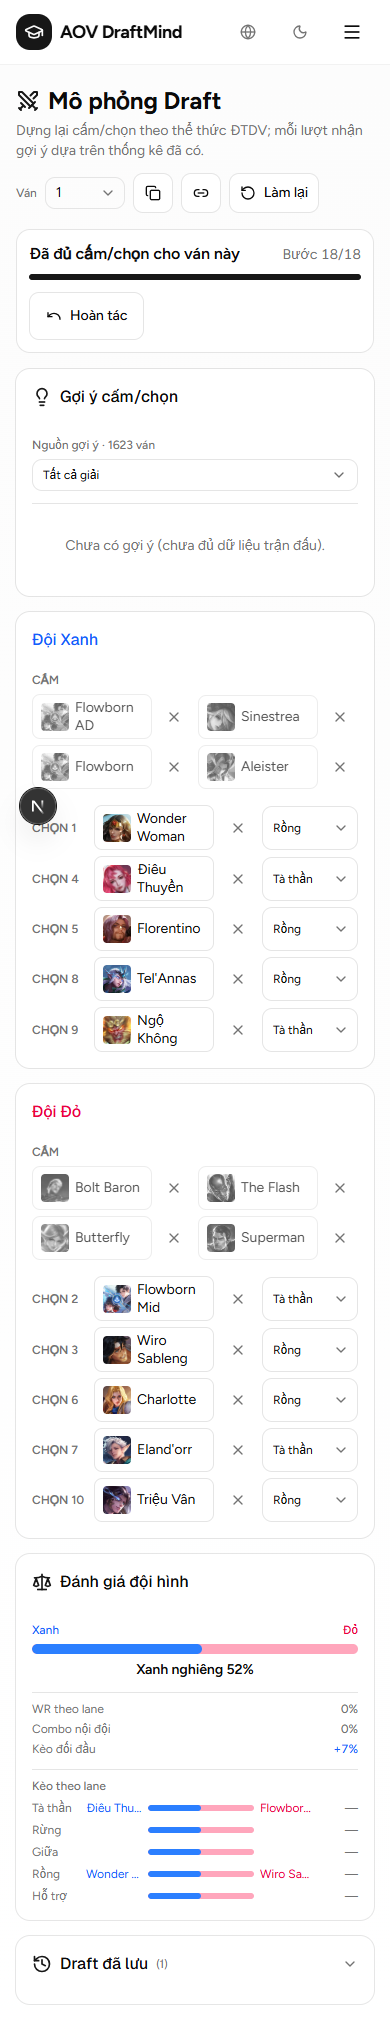 AOV DraftMind
Mô phỏng Draft
Dựng lại cấm/chọn theo thể thức ĐTDV; mỗi lượt nhận
gợi ý dựa trên thống kê đã có.
Ván
1
Làm lại
Đã đủ cấm/chọn cho ván này
Bước 18/18
Hoàn tác
Gợi ý cấm/chọn
Nguồn gợi ý · 1623 ván
Tất cả giải
Chưa có gợi ý (chưa đủ dữ liệu trận đấu).
Đội Xanh
CẤM
Flowborn
AD
Sinestrea
Flowborn
Aleister
N
CHỌN 1
Wonder
Woman
Rồng
CHỌN 4
Điêu
Thuyền
Tà thần
CHỌN 5
Florentino
Rồng
CHỌN 8
Tel'Annas
Rồng
CHỌN 9
Ngộ
Không
Tà thần
Đội Đỏ
CẤM
Bolt Baron
The Flash
Butterfly
Superman
CHỌN 2
Flowborn
Mid
Tà thần
CHỌN 3
Wiro
Sableng
Rồng
CHỌN 6
Charlotte
Rồng
CHỌN 7
Eland'orr
Tà thần
CHỌN 10
Triệu Vân
Rồng
Đánh giá đội hình
Xanh
Đỏ
Xanh nghiêng 52%
WR theo lane
0%
Combo nội đội
0%
Kèo đối đầu
+7%
Kèo theo lane
Tà thần
Điêu Thu...
Flowbor...
—
Rừng
—
Giữa
—
Rồng
Wonder ...
Wiro Sa...
—
Hỗ trợ
—
Draft đã lưu (1)